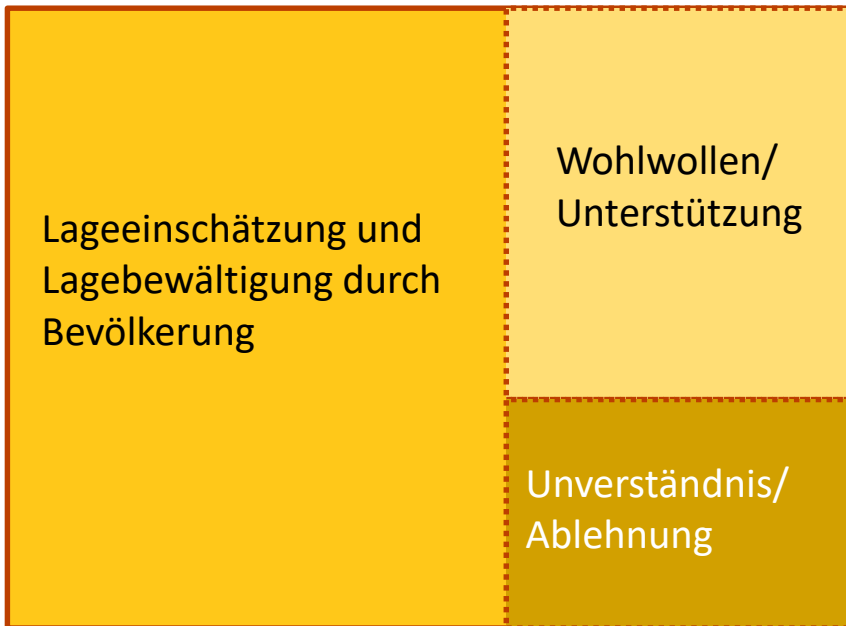 Lageeinschätzung und
Lagebewältigung durch
Bevölkerung
Wohlwollen/
Unterstützung
Unverständnis/
Ablehnung